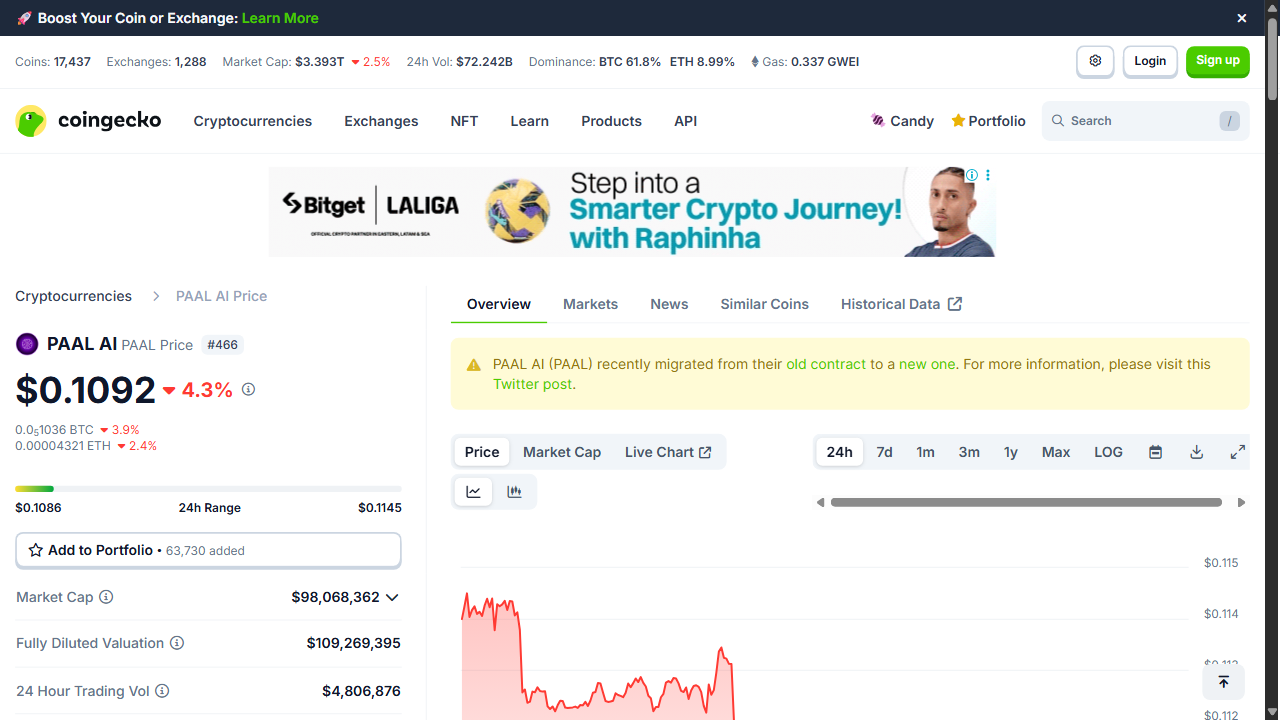 🚀 Boost Your Coin or Exchange: Learn More
Coins: 17,437 Exchanges: 1,288 Market Cap: $3.393T 2.5% 24h Vol: $72.242B Dominance: BTC 61.8% ETH 8.99% Gas: 0.337 GWEI
Login
Sign up
coingecko
Cryptocurrencies Exchanges NFT Learn Products API
Candy Portfolio Search /
Bitget LALIGA
OFFICIAL CRYPTO PARTNER IN EASTERN, LATAM & SEA
Step into a
Smarter Crypto Journey!
with Raphinha
Cryptocurrencies > PAAL AI Price
PAAL AI PAAL Price #466
$0.1092 4.3%
0.0₅1036 BTC 3.9%
0.00004321 ETH 2.4%
$0.1086 24h Range $0.1145
Add to Portfolio • 63,730 added
Market Cap $98,068,362
Fully Diluted Valuation $109,269,395
24 Hour Trading Vol $4,806,876
Overview Markets News Similar Coins Historical Data
PAAL AI (PAAL) recently migrated from their old contract to a new one. For more information, please visit this
Twitter post.
Price Market Cap Live Chart
24h 7d 1m 3m 1y Max LOG
$0.115
$0.114
$0.113
$0.112